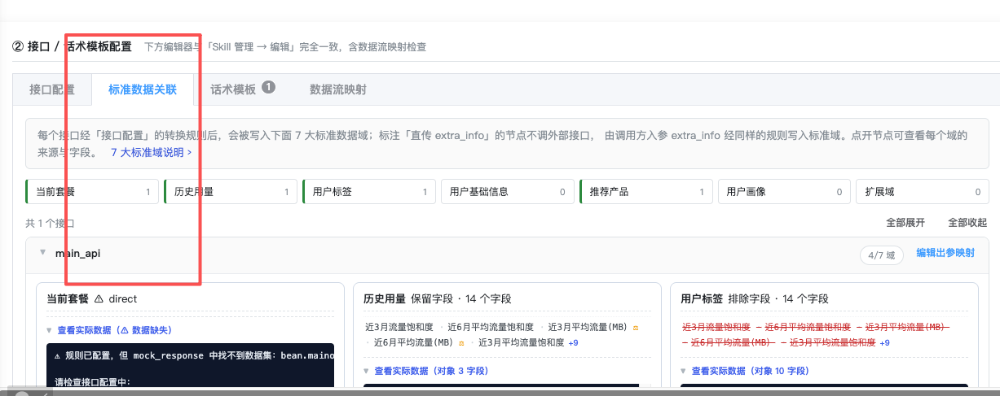 ② 接口 / 话术模板配置 下方编辑器与「Skill 管理 → 编辑」完全一致，含数据流映射检查
接口配置 标准数据关联 话术模板 1 数据流映射
每个接口经「接口配置」的转换规则后，会被写入下面 7 大标准数据域；标注「直传 extra_info」的节点不调外部接口， 由调用方入参 extra_info 经同样的规则写入标准域。点开节点可查看每个域的
来源与字段。 7 大标准域说明 ›
当前套餐 1 历史用量 1 用户标签 1 用户基础信息 0 推荐产品 1 用户画像 0 扩展域 0
共 1 个接口 全部展开 全部收起
▼ main_api 4/7 域 编辑出参映射
当前套餐 ⚠ direct
▼ 查看实际数据（⚠ 数据缺失）
⚠ 规则已配置，但 mock_response 中找不到数据集：bean.maino
请检查接口配置中：
历史用量 保留字段 · 14 个字段
近3月流量饱和度 · 近6月平均流量饱和度 · 近3月平均流量(MB) ⚖
· 近6月平均流量(MB) ⚖ · 近3月平均流量饱和度 +9
▼ 查看实际数据（对象 3 字段）
用户标签 排除字段 · 14 个字段
近3月流量饱和度 — 近6月平均流量饱和度 — 近3月平均流量(MB) —
— 近6月平均流量(MB) — 近3月平均流量饱和度 +9
▼ 查看实际数据（对象 10 字段）